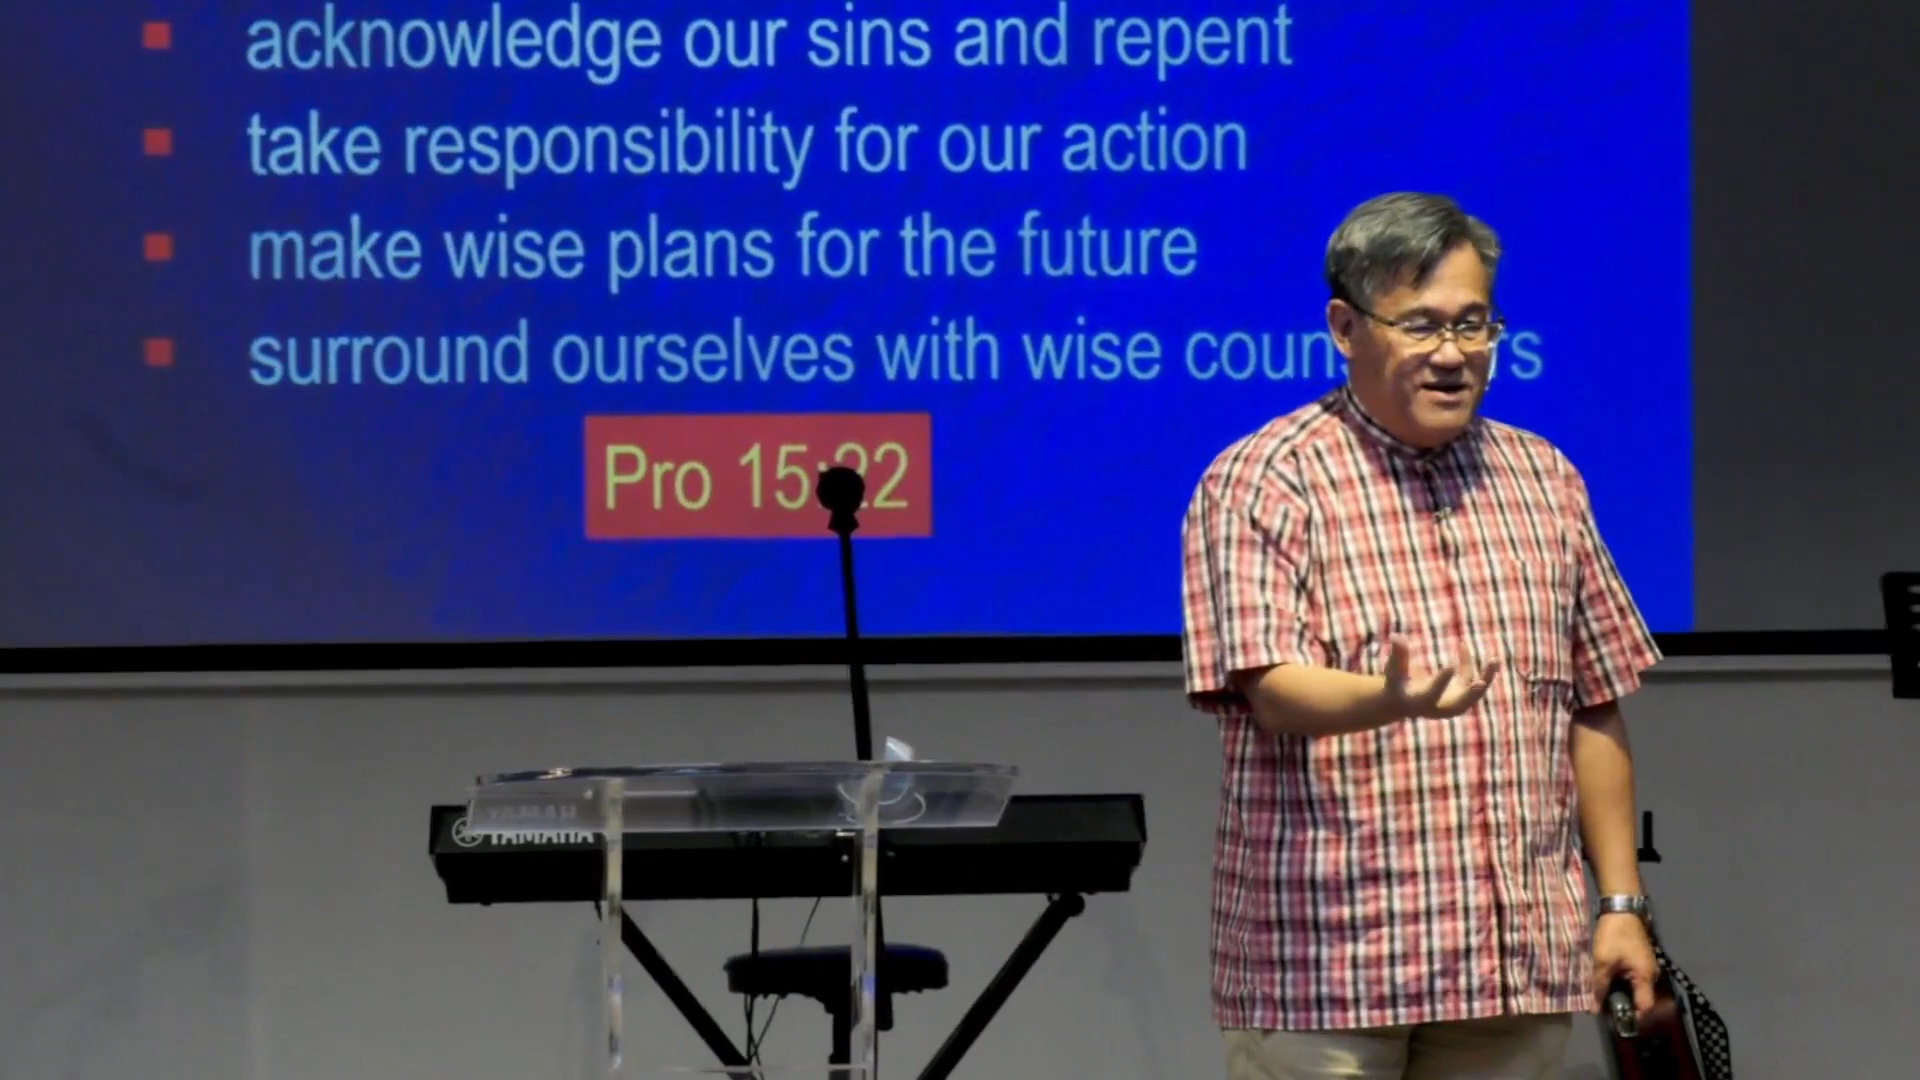 acknowledge our sins and repent
take responsibility for our action
make wise plans for the future
surround ourselves with wise
Pro 15:22
YAMAHA